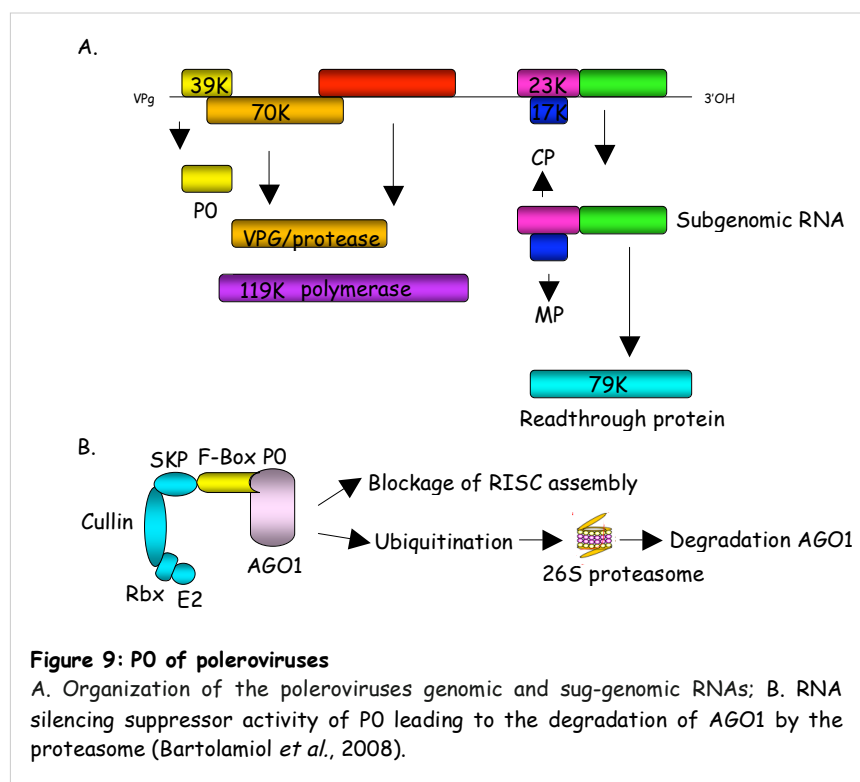 A.
39K
23K
VPg
3'OH
70K
17K
CP
P0
Subgenomic RNA
VPG/protease
119K polymerase
MP
79K
Readthrough protein
B.
SKP F-Box P0
Blockage of RISC assembly
Cullin
Ubiquitination
Degradation AGO1
AGO1
26S proteasome
Rbx E2
Figure 9: P0 of poleroviruses
A. Organization of the poleroviruses genomic and sug-genomic RNAs; B. RNA
silencing suppressor activity of P0 leading to the degradation of AGO1 by the
proteasome (Bartolamiol et al., 2008).